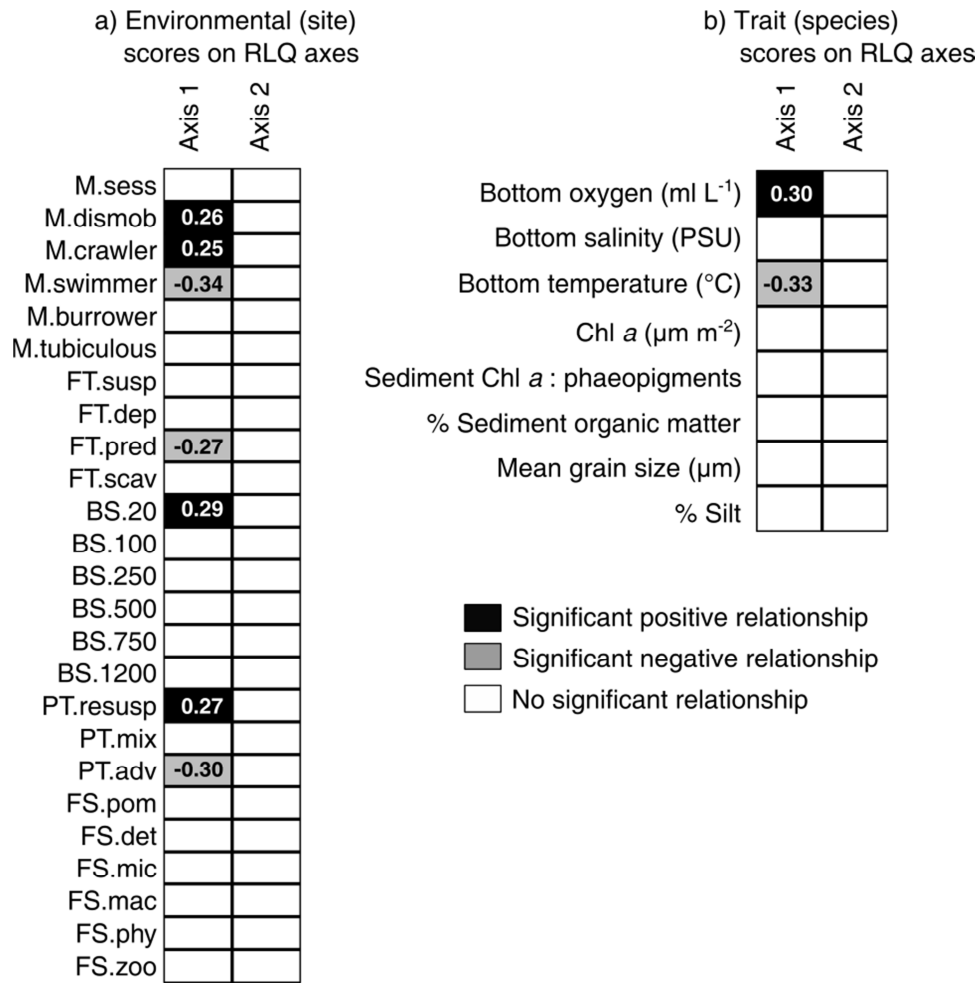 a) Environmental (site)
scores on RLQ axes
Axis 1
Axis 2
M.sess
M.dismob 0.26
M.crawler 0.25
M.swimmer -0.34
M.burrower
M.tubiculous
FT.susp
FT.dep
FT.pred -0.27
FT.scav
BS.20 0.29
BS.100
BS.250
BS.500
BS.750
BS.1200
PT.resusp 0.27
PT.mix
PT.adv -0.30
FS.pom
FS.det
FS.mic
FS.mac
FS.phy
FS.zoo
b) Trait (species)
scores on RLQ axes
Axis 1
Axis 2
Bottom oxygen (ml L⁻¹) 0.30
Bottom salinity (PSU)
Bottom temperature (°C) -0.33
Chl a (µm m⁻²)
Sediment Chl a : phaeopigments
% Sediment organic matter
Mean grain size (µm)
% Silt
Significant positive relationship
Significant negative relationship
No significant relationship